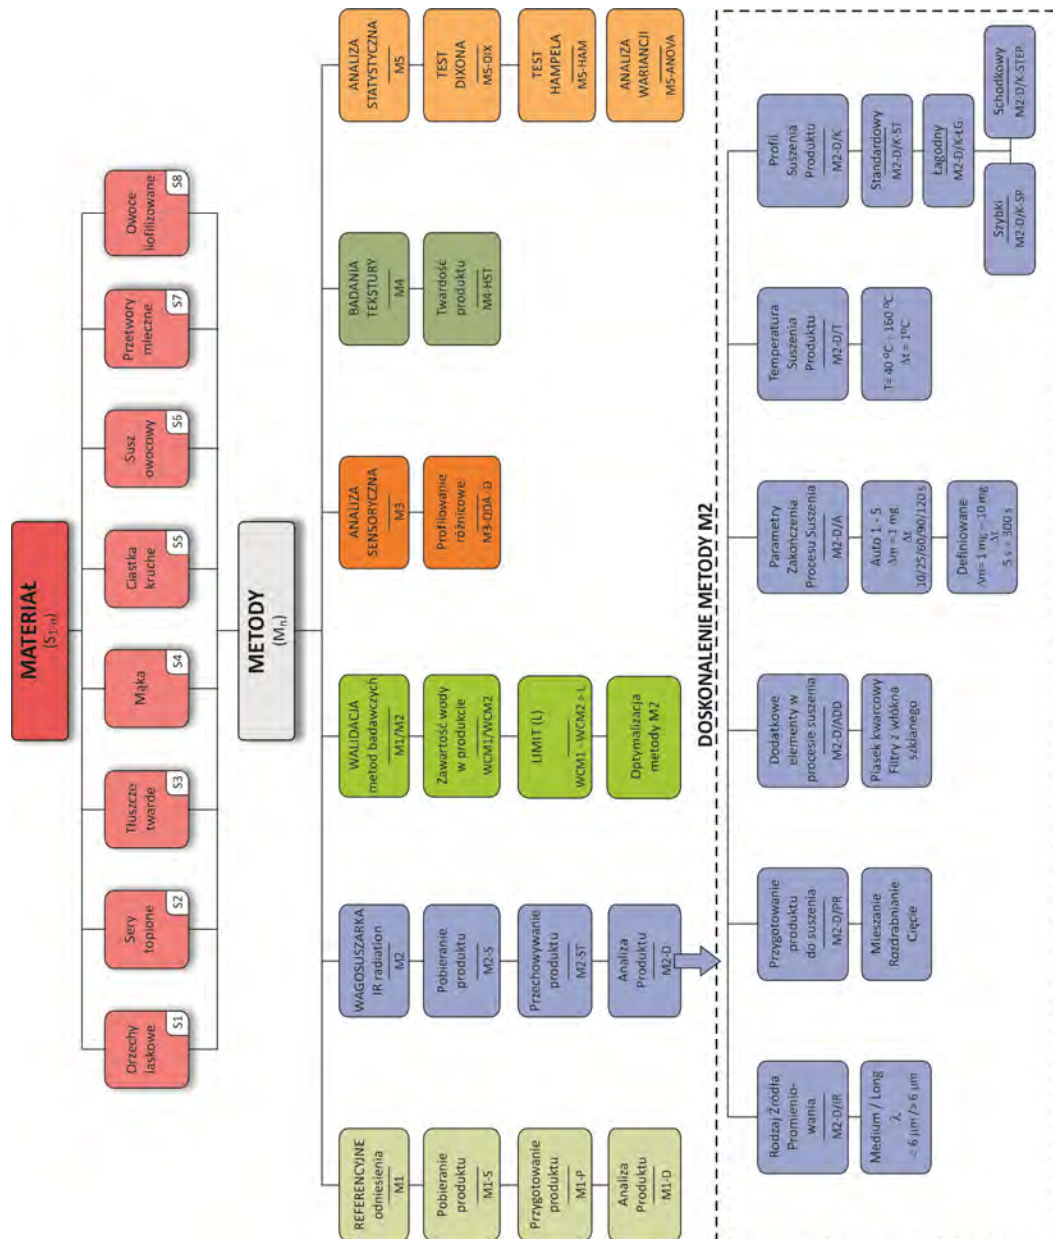 MATERIAŁ
(S1-n)
Orzechy
laskowe
S1
Sery
topione
S2
Tłuszcze
twarde
S3
Mąka
S4
Ciastka
kruche
S5
Susz
owocowy
S6
Przetwory
mleczne
S7
Owoce
liofilizowane
S8
METODY
(Mn)
REFERENCYJNE
odniesienia
M1
Pobieranie
produktu
M1-S
Przygotowanie
produktu
M1-P
Analiza
Produktu
M1-D
WAGOSUSZARKA
IR radiation
M2
Pobieranie
produktu
M2-S
Przechowywanie
produktu
M2-ST
Analiza
Produktu
M2-D
WALIDACJA
metod badawczych
M1/M2
Zawartość wody
w produkcie
WCM1/WCM2
LIMIT (L)
WCM1 - WCM2 > L
Optymalizacja
metody M2
ANALIZA
SENSORYCZNA
M3
Profilowanie
różnicowe
M3-QDA -D
BADANIA
TEKSTURY
M4
Twardość
produktu
M4-HST
ANALIZA
STATYSTYCZNA
M5
TEST
DIXONA
M5-DIX
TEST
HAMPELA
M5-HAM
ANALIZA
WARIANCJI
M5-ANOVA
DOSKONALENIE METODY M2
Rodzaj Źródła
Promienio-
wania
M2-D/IR
Medium / Long
λ
6 µm / > 6 µm
Przygotowanie
produktu
do suszenia
M2-D/PR
Mieszanie
Rozdrabnianie
Cięcie
Dodatkowe
elementy w
procesie suszenia
M2-D/ADD
Piasek kwarcowy
Filtry z włókna
szklanego
Parametry
Zakończenia
Procesu Suszenia
M2-D/A
Auto 1 - 5
Δm =1 mg
Δt
10/25/60/90/120 s
Definiowane
Δm= 1 mg – 10 mg
Δt
5 s ÷ 300 s
Temperatura
Suszenia
Produktu
M2-D/T
T= 40 ºC ÷ 160 ºC
Δt = 1ºC
Profil
Suszenia
Produktu
M2-D/K
Standardowy
M2-D/K-ST
Łagodny
M2-D/K-ŁG
Szybki
M2-D/K-SP
Schodkowy
M2-D/K-STEP